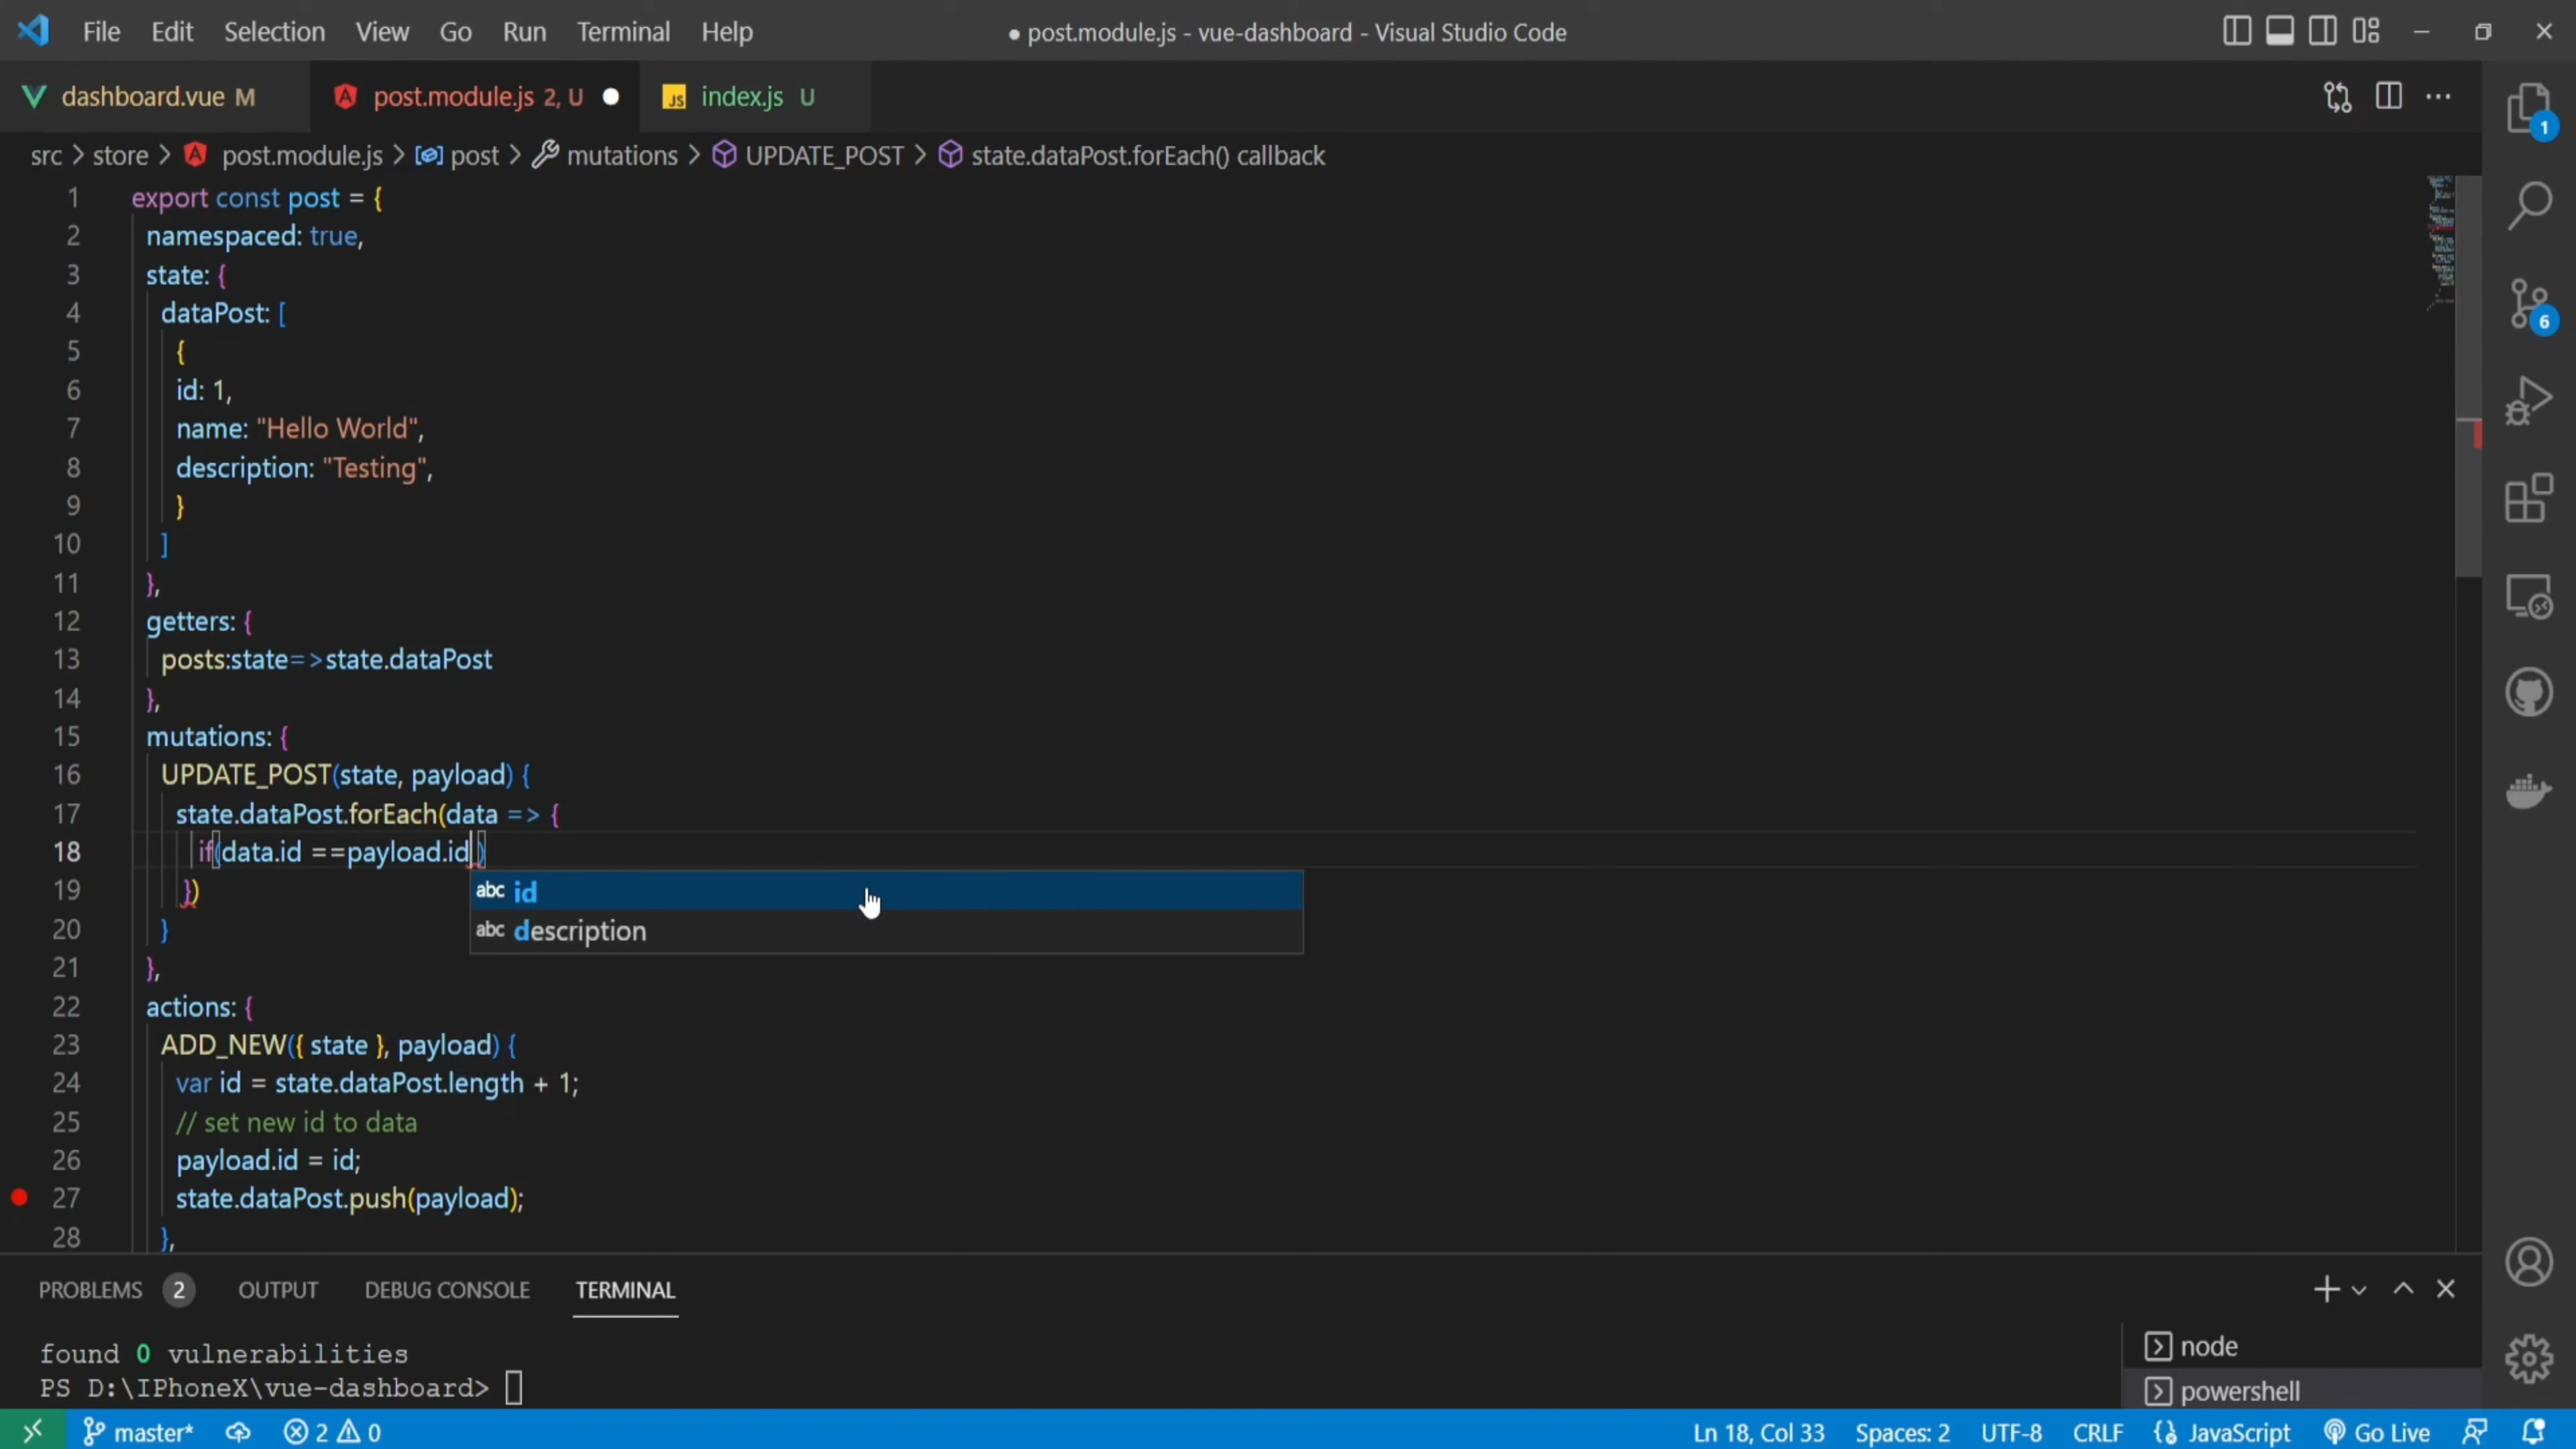 File Edit Selection View Go Run Terminal Help ● post.module.js - vue-dashboard - Visual Studio Code
dashboard.vue M post.module.js 2, U ● JS index.js U
src > store > post.module.js > post > mutations > UPDATE_POST > state.dataPost.forEach() callback
1 export const post = {
2 namespaced: true,
3 state: {
4 dataPost: [
5 {
6 id: 1,
7 name: "Hello World",
8 description: "Testing",
9 }
10 ]
11 },
12 getters: {
13 posts:state=>state.dataPost
14 },
15 mutations: {
16 UPDATE_POST(state, payload) {
17 state.dataPost.forEach(data => {
18 if(data.id ==payload.id )
19 })
abc id
20 }
abc description
21 },
22 actions: {
23 ADD_NEW({ state }, payload) {
24 var id = state.dataPost.length + 1;
25 // set new id to data
26 payload.id = id;
27 state.dataPost.push(payload);
28 },
1
6
PROBLEMS 2 OUTPUT DEBUG CONSOLE TERMINAL
found 0 vulnerabilities
PS D:\IPhoneX\vue-dashboard>
node
powershell
master* 2 0 Ln 18, Col 33 Spaces: 2 UTF-8 CRLF JavaScript Go Live